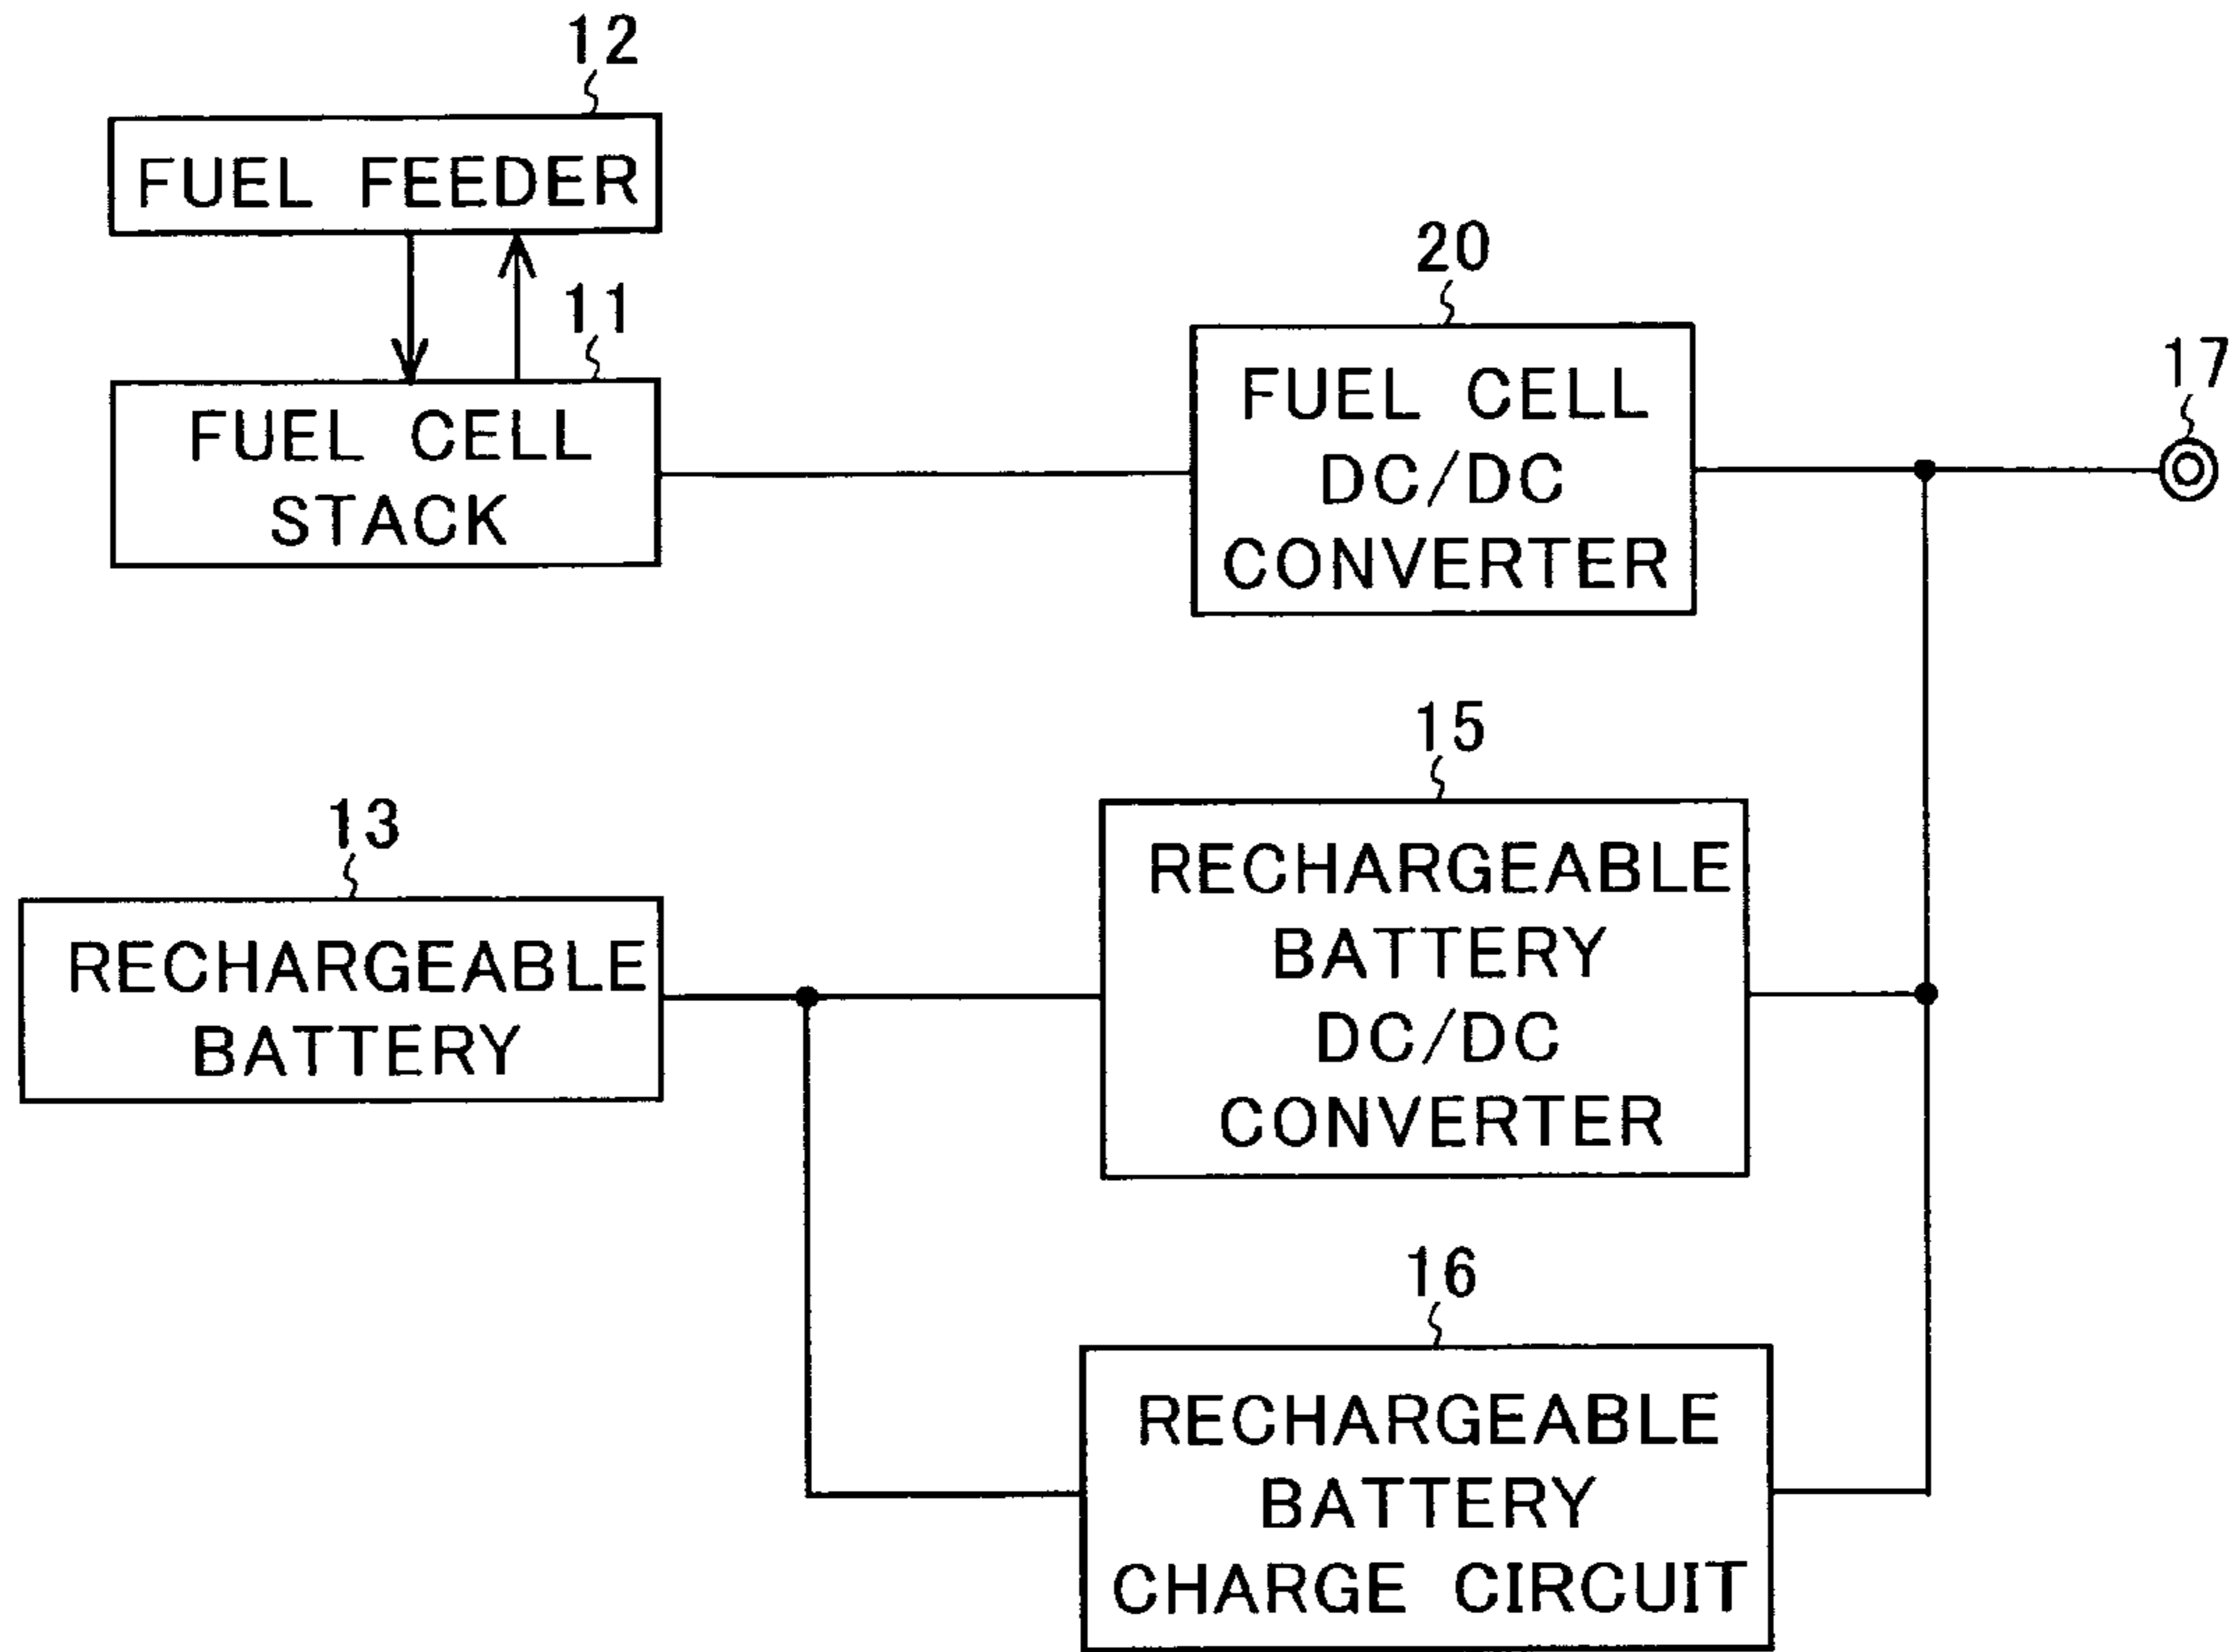 12
FUEL FEEDER
11
FUEL CELL
STACK
20
FUEL CELL
DC/DC
CONVERTER
17
13
RECHARGEABLE
BATTERY
15
RECHARGEABLE
BATTERY
DC/DC
CONVERTER
16
RECHARGEABLE
BATTERY
CHARGE CIRCUIT